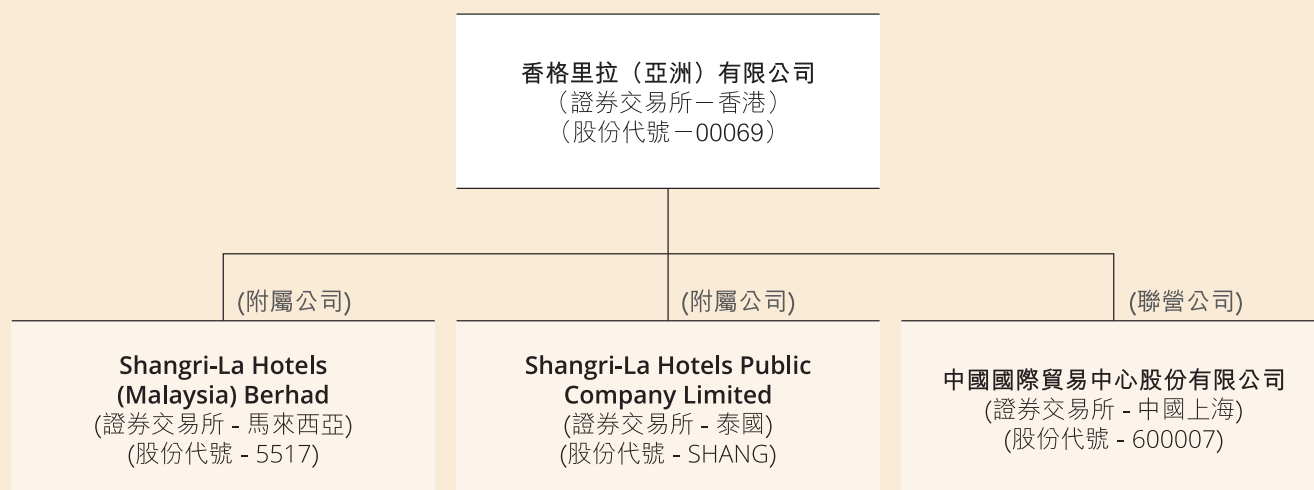 香格里拉（亞洲）有限公司
（證券交易所－香港）
（股份代號－00069）
(附屬公司)
(附屬公司)
(聯營公司)
Shangri-La Hotels
(Malaysia) Berhad
(證券交易所 - 馬來西亞)
(股份代號 - 5517)
Shangri-La Hotels Public
Company Limited
(證券交易所 - 泰國)
(股份代號 - SHANG)
中國國際貿易中心股份有限公司
(證券交易所 - 中國上海)
(股份代號 - 600007)